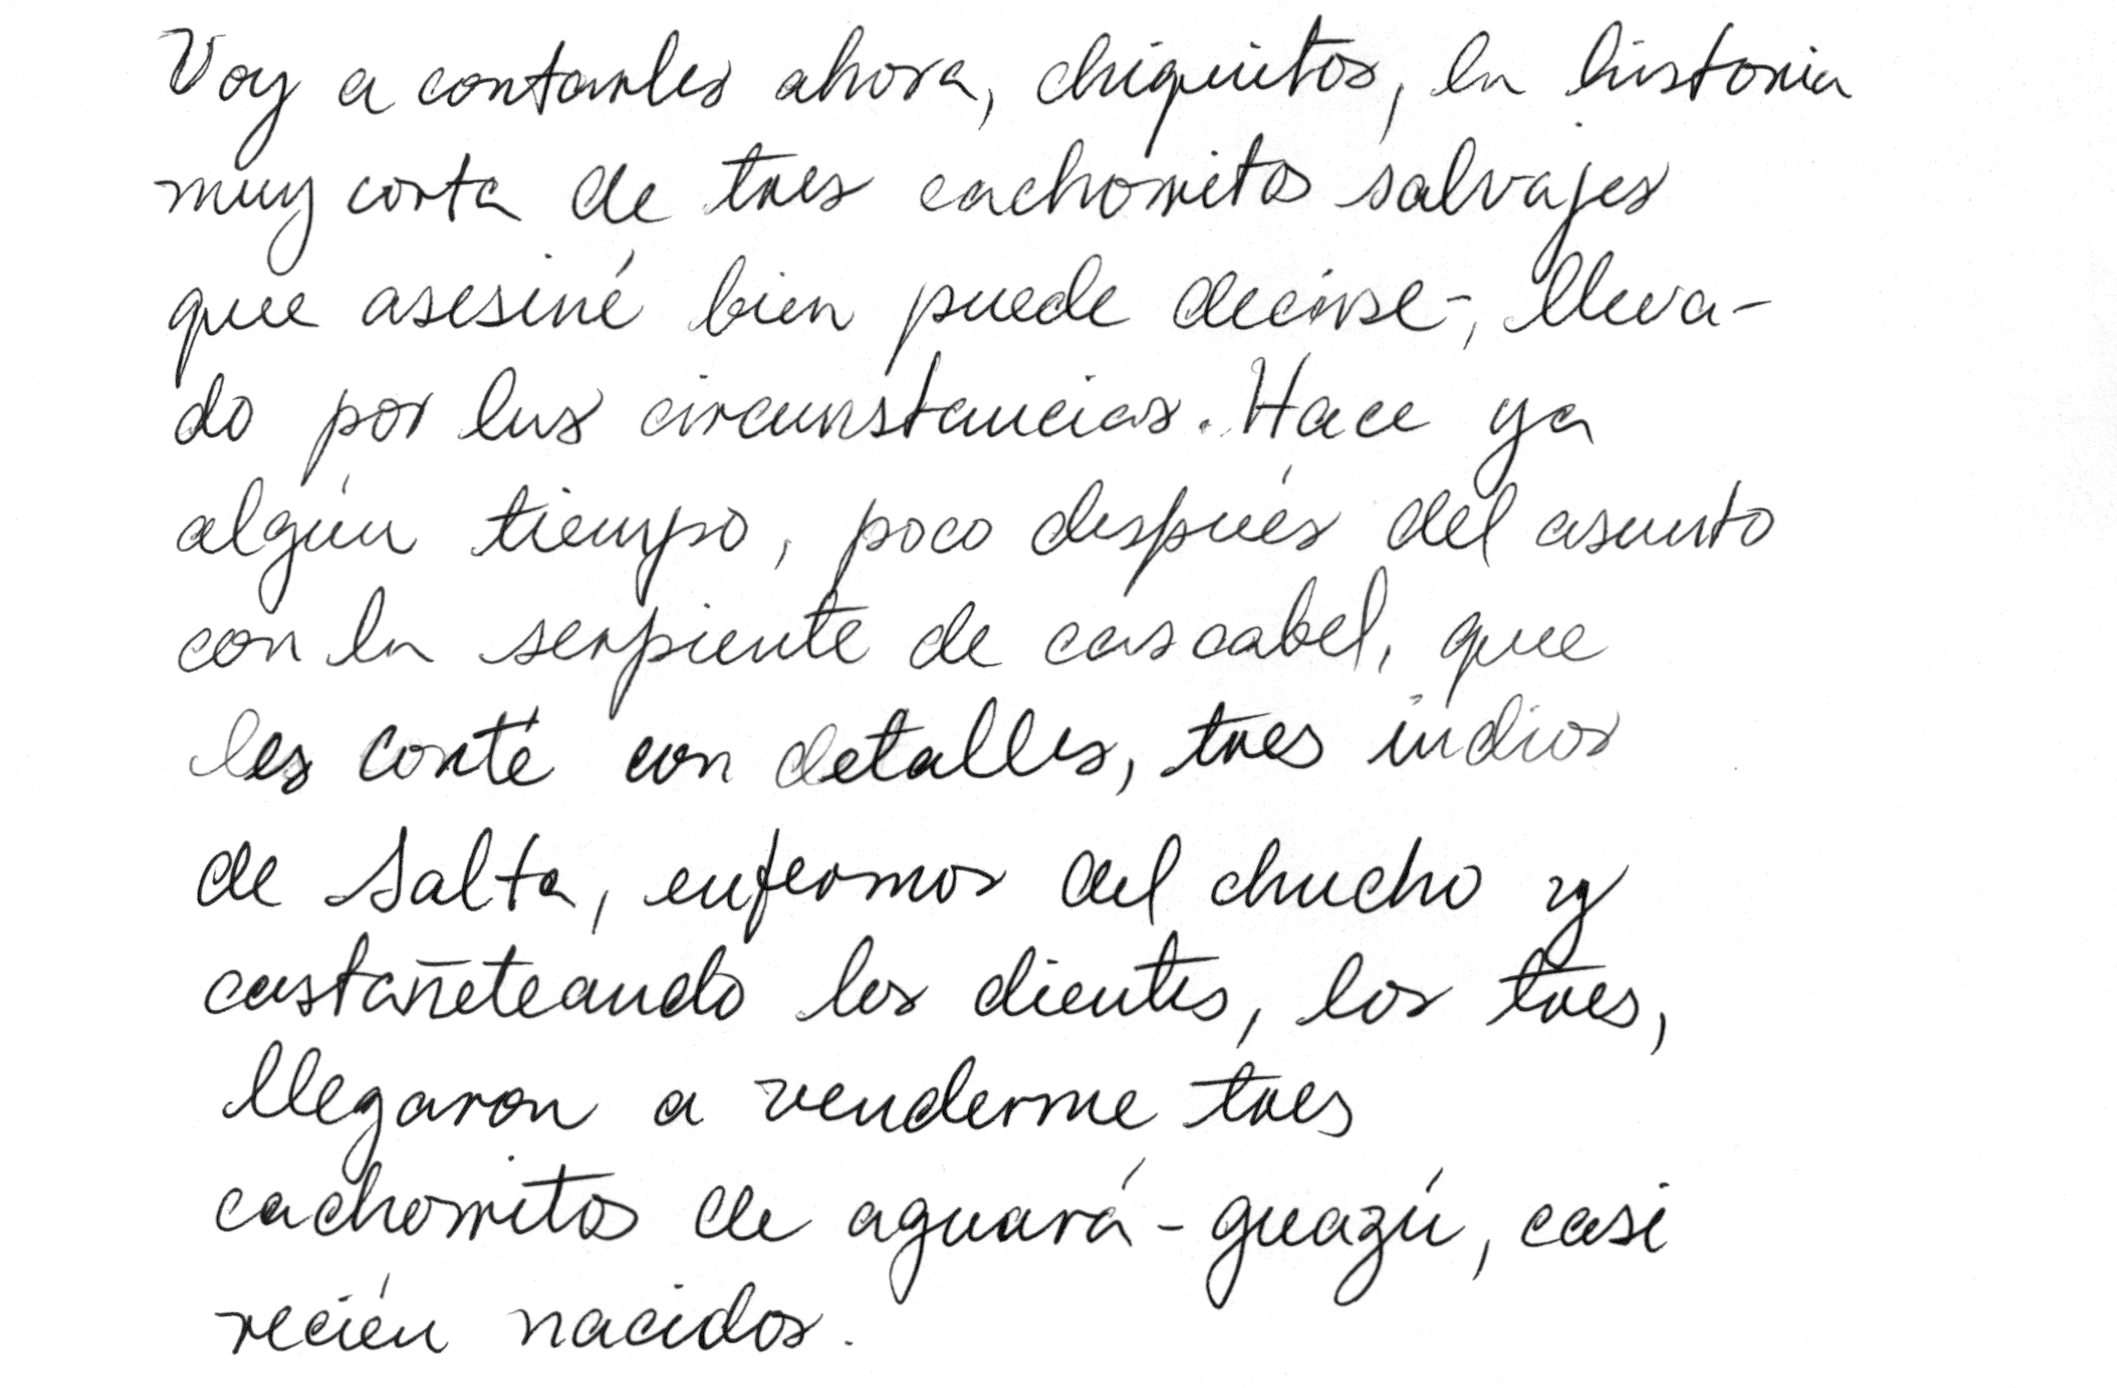 Voy a contarles ahora, chiquitos, la historia
muy corta de tres cachorritos salvajes
que asesiné bien puede decirse-, lleva-
do por las circunstancias. Hace ya
algún tiempo, poco después del asunto
con la serpiente de cascabel, que
les conté con detalles, tres indios
de Salta, enfermos del chucho y
castañeteando los dientes, los tres,
llegaron a venderme tres
cachorritos de aguará-guazú, casi
recién nacidos.